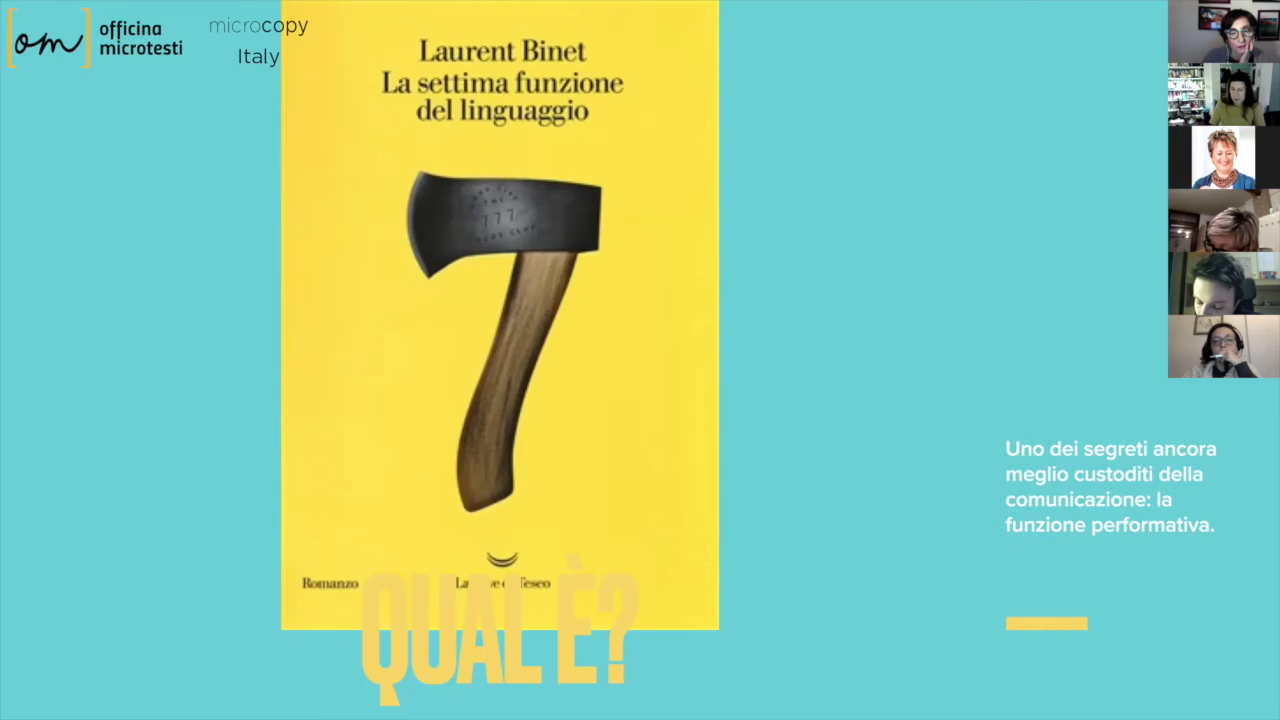 officina
microtesti
om
microcopy
Italy
Laurent Binet
La settima funzione
del linguaggio
777
Romanzo
QUAL È?
Uno dei segreti ancora
meglio custoditi della
comunicazione: la
funzione performativa.